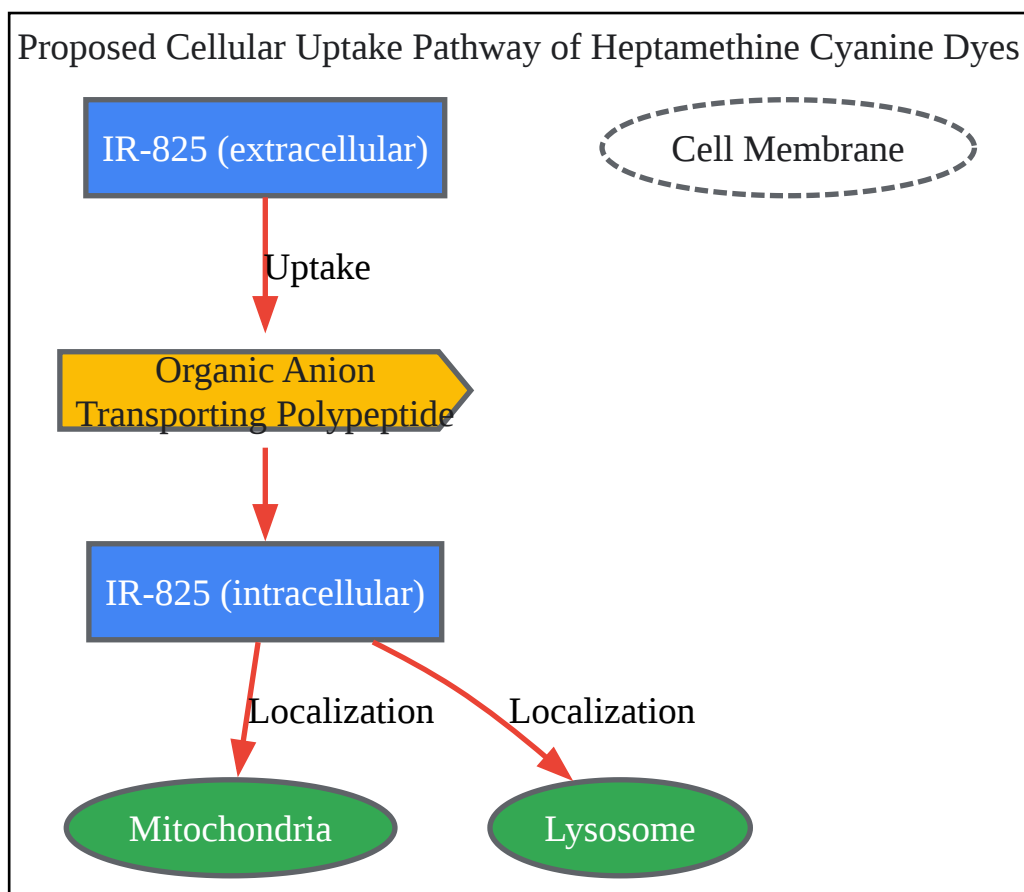 Proposed Cellular Uptake Pathway of Heptamethine Cyanine Dyes
IR-825 (extracellular)
Cell Membrane
Uptake
Organic Anion
Transporting Polypeptide
IR-825 (intracellular)
Localization
Localization
Mitochondria
Lysosome